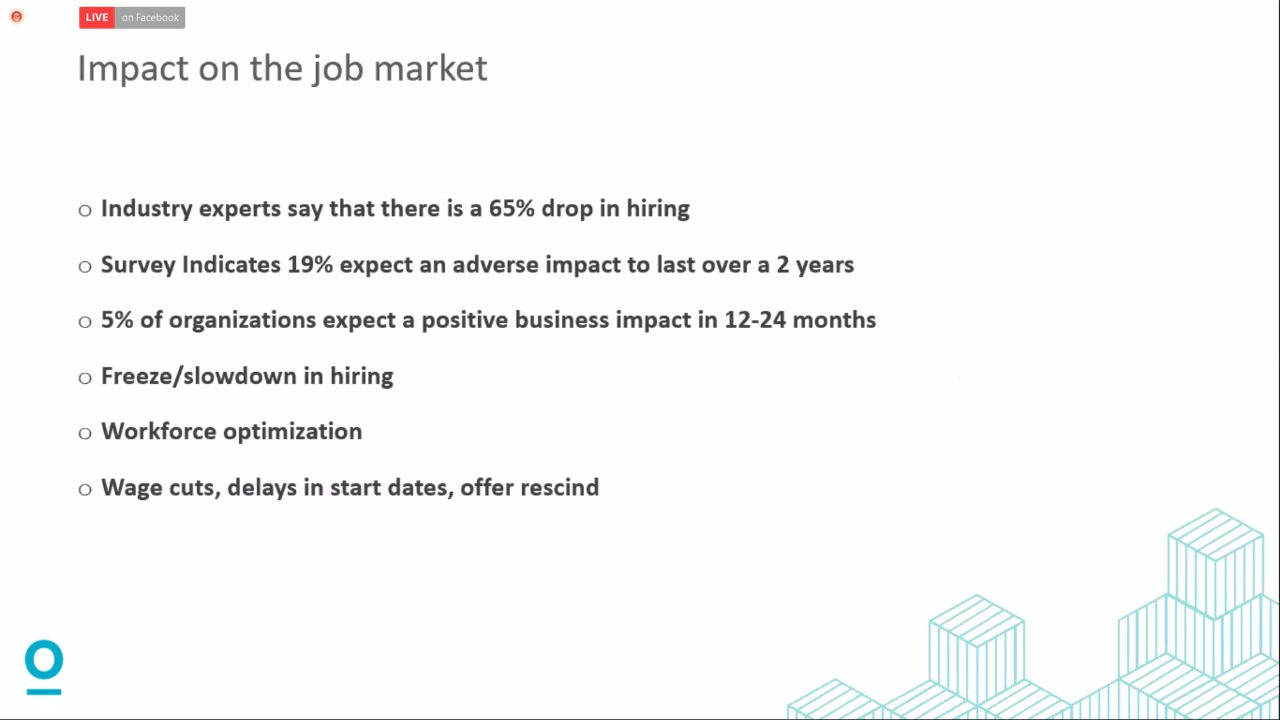 LIVE on Facebook
Impact on the job market
o Industry experts say that there is a 65% drop in hiring
o Survey Indicates 19% expect an adverse impact to last over a 2 years
o 5% of organizations expect a positive business impact in 12-24 months
o Freeze/slowdown in hiring
o Workforce optimization
o Wage cuts, delays in start dates, offer rescind